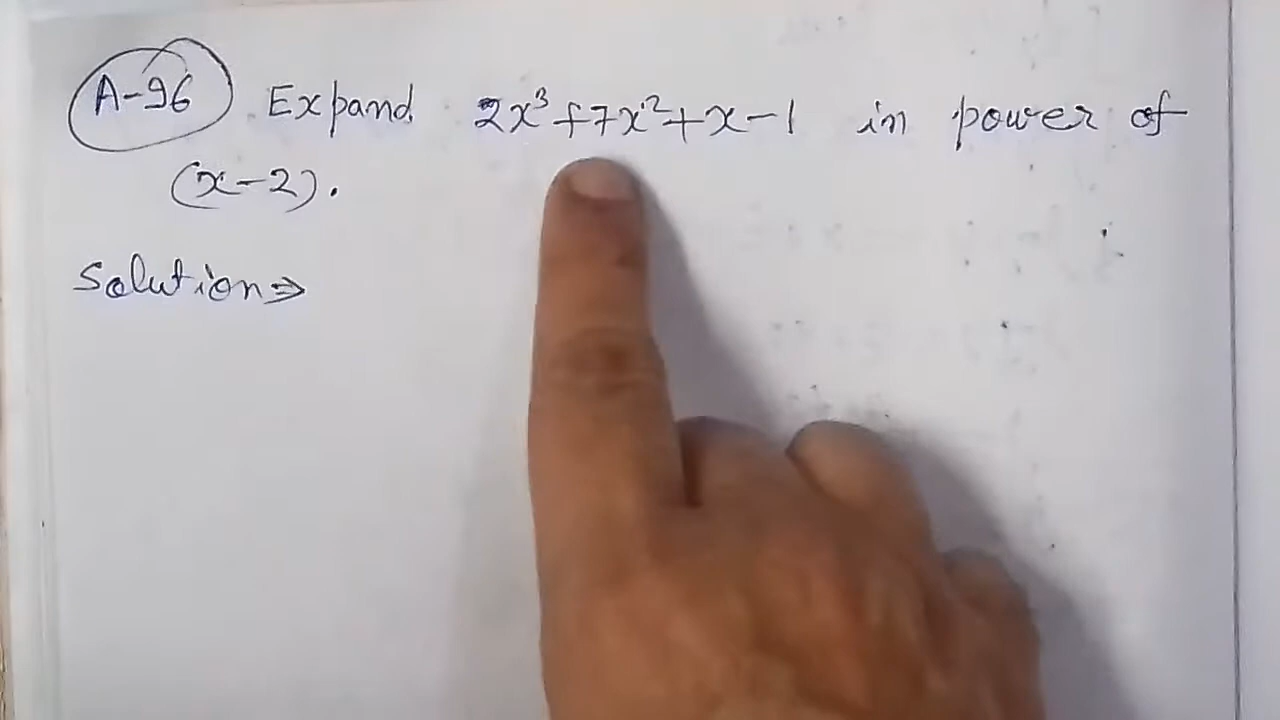 A-96 Expand 2x³+7x²+x-1 in power of
(x-2).
Solution⇒